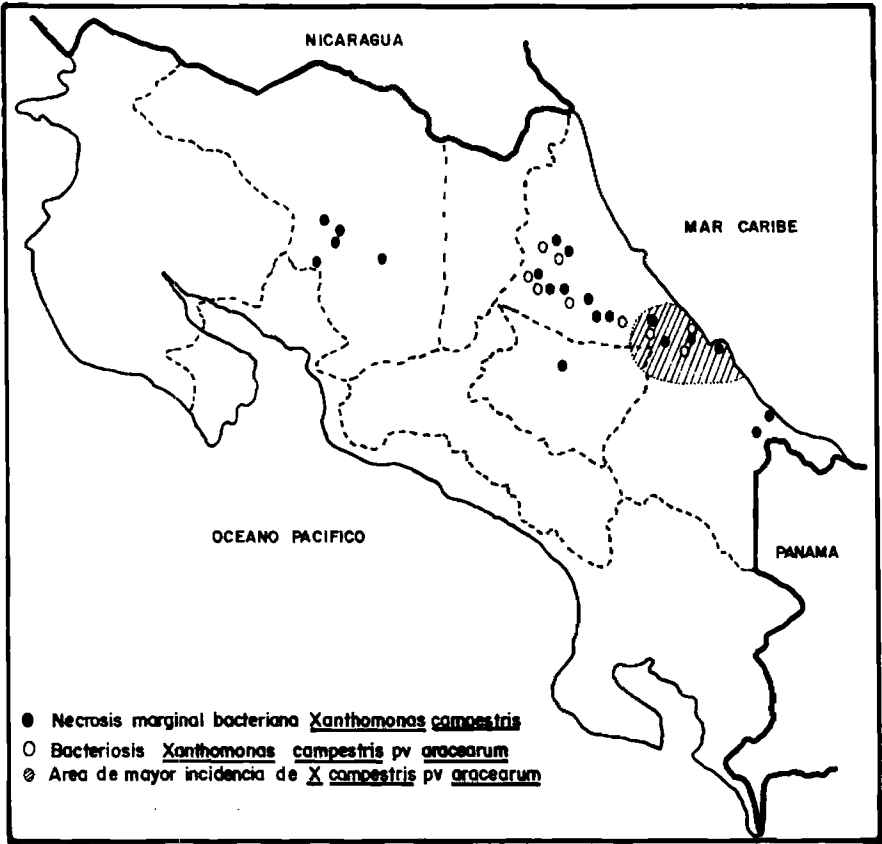 NICARAGUA
MAR CARIBE
OCEANO PACIFICO
PANAMA
Necrosis marginal bacteriana Xanthomonas campestris
Bacteriosis Xanthomonas campestris pv aracearum
Area de mayor incidencia de X campestris pv aracearum